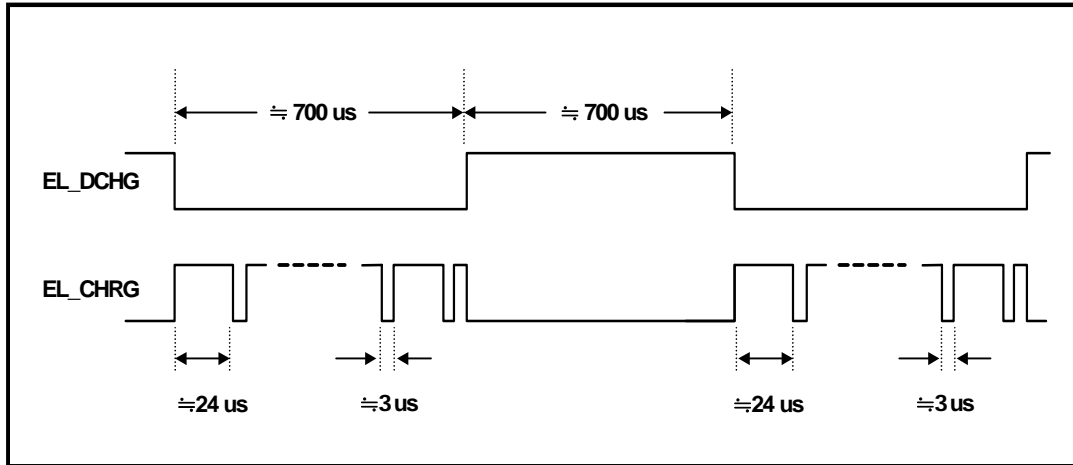 ≒ 700 us ≒ 700 us
EL_DCHG
EL_CHRG
≒24 us ≒3 us ≒24 us ≒3 us